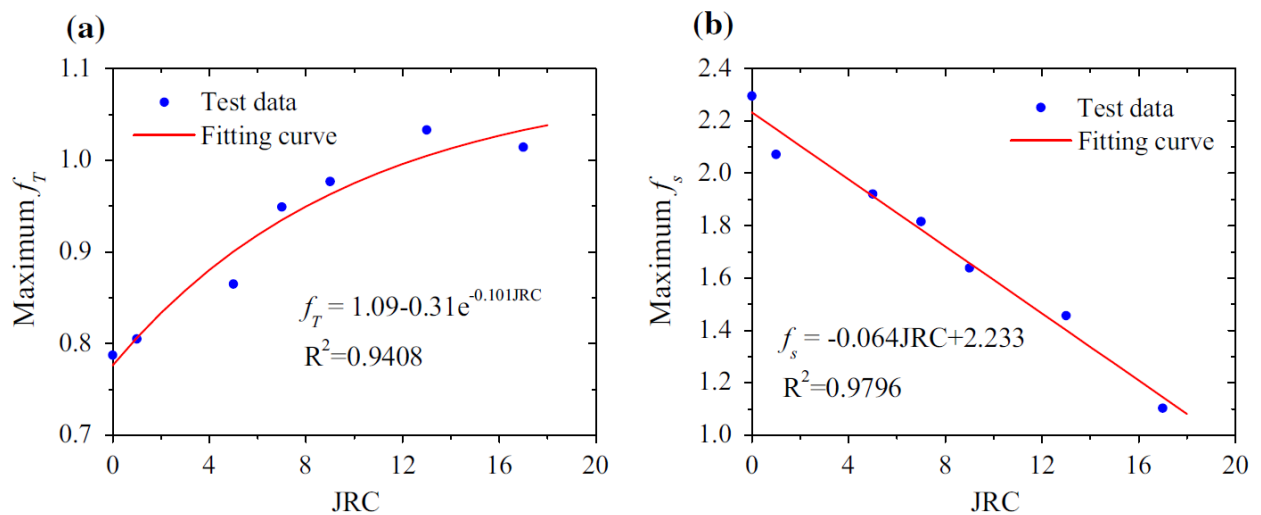 (a)
1.1
1.0
0.9
0.8
0.7
Maximum f_T
Test data
Fitting curve
f_T = 1.09-0.31e^-0.101JRC
R²=0.9408
0 4 8 12 16 20
JRC
(b)
2.4
2.2
2.0
1.8
1.6
1.4
1.2
1.0
Maximum f_s
Test data
Fitting curve
f_s = -0.064JRC+2.233
R²=0.9796
0 4 8 12 16 20
JRC